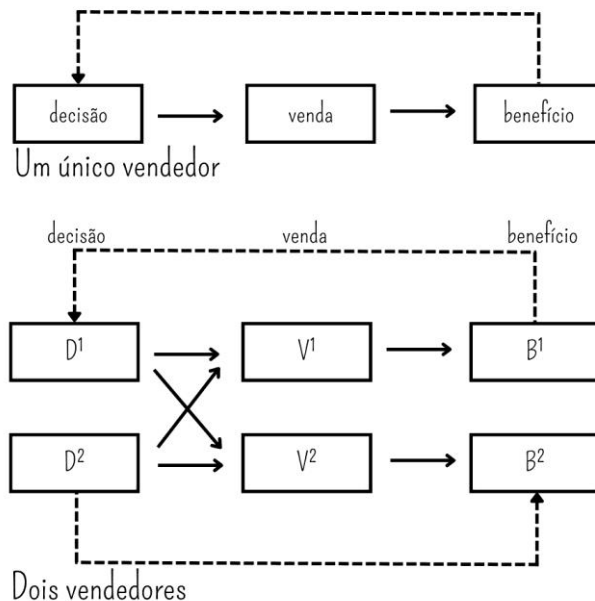 decisão
venda
benefício
Um único vendedor
decisão
venda
benefício
D¹
V¹
B¹
D²
V²
B²
Dois vendedores